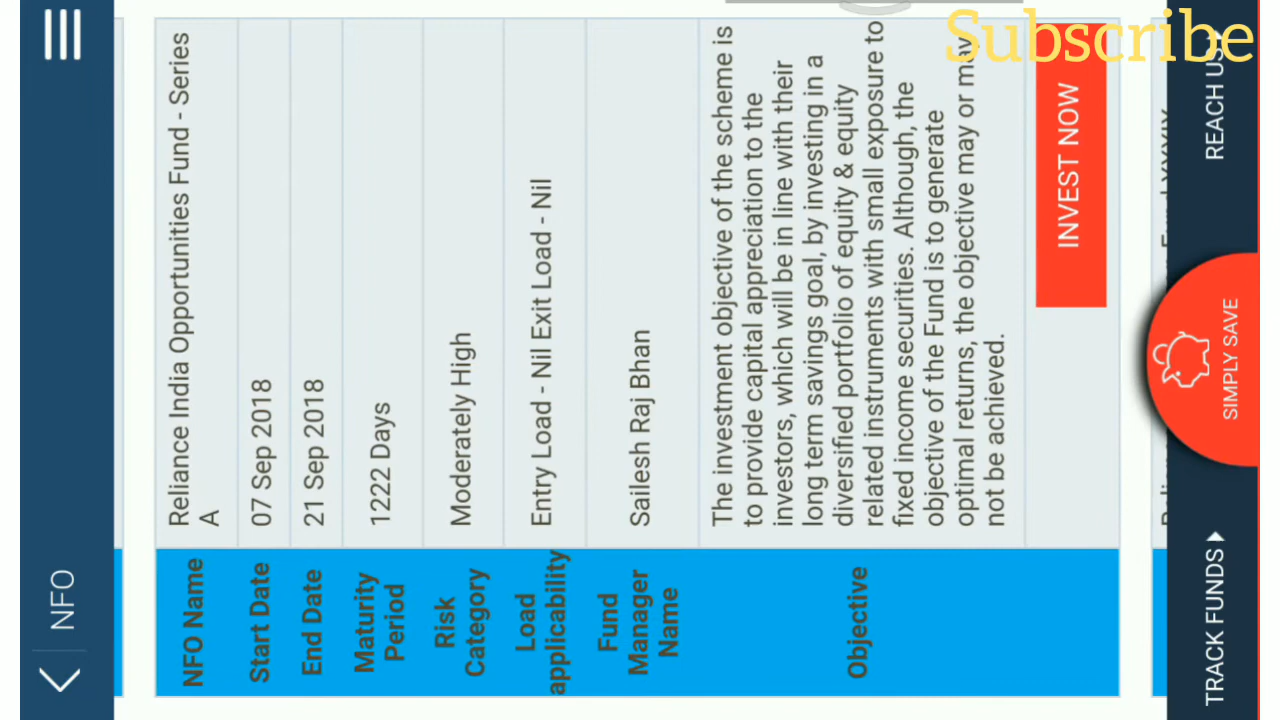 Subscribe
NFO
NFO Name
Reliance India Opportunities Fund - Series
A
Start Date
07 Sep 2018
End Date
21 Sep 2018
Maturity
Period
1222 Days
Risk
Category
Moderately High
Load
applicability
Entry Load - Nil Exit Load - Nil
Fund
Manager
Name
Sailesh Raj Bhan
Objective
The investment objective of the scheme is
to provide capital appreciation to the
investors, which will be in line with their
long term savings goal, by investing in a
diversified portfolio of equity & equity
related instruments with small exposure to
fixed income securities. Although, the
objective of the Fund is to generate
optimal returns, the objective may or may
not be achieved.
INVEST NOW
TRACK FUNDS
SIMPLY SAVE
REACH US